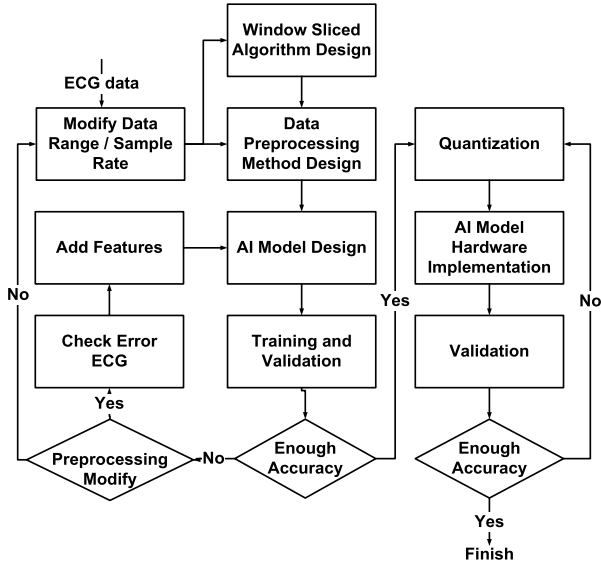 Window Sliced
Algorithm Design
ECG data
Modify Data
Range / Sample
Rate
Data
Preprocessing
Method Design
Quantization
Add Features
AI Model Design
AI Model
Hardware
Implementation
No
Yes
No
Check Error
ECG
Training and
Validation
Validation
Yes
Preprocessing
Modify
No
Enough
Accuracy
Enough
Accuracy
Yes
Finish